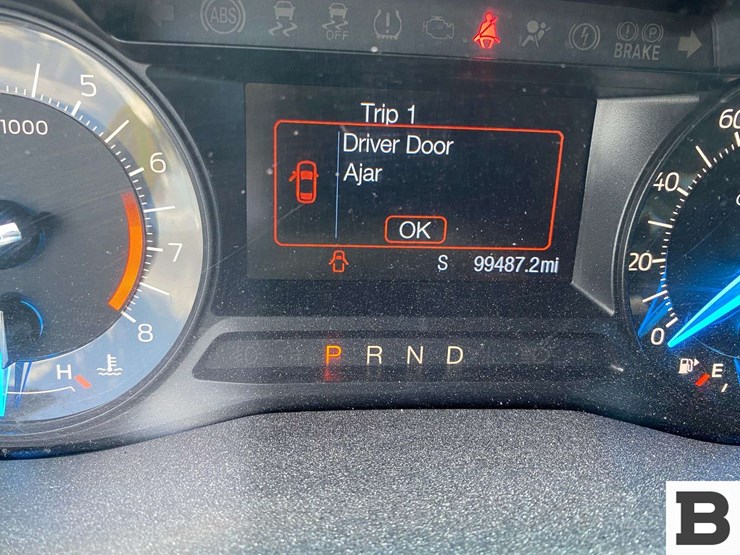 ABS
OFF
BRAKE
5
x1000
6
7
8
H
Trip 1
Driver Door
Ajar
OK
S 99487.2mi
P R N D
60
40
20
0
E
B